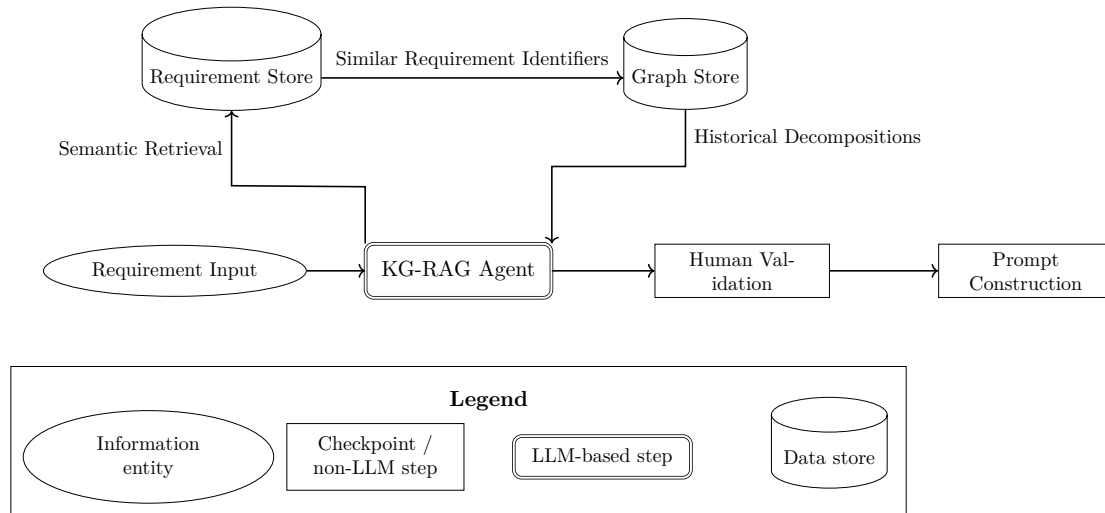 Similar Requirement Identifiers
Requirement Store
Graph Store
Semantic Retrieval
Historical Decompositions
Requirement Input
KG-RAG Agent
Human Val-
idation
Prompt
Construction
Legend
Information
entity
Checkpoint /
non-LLM step
LLM-based step
Data store